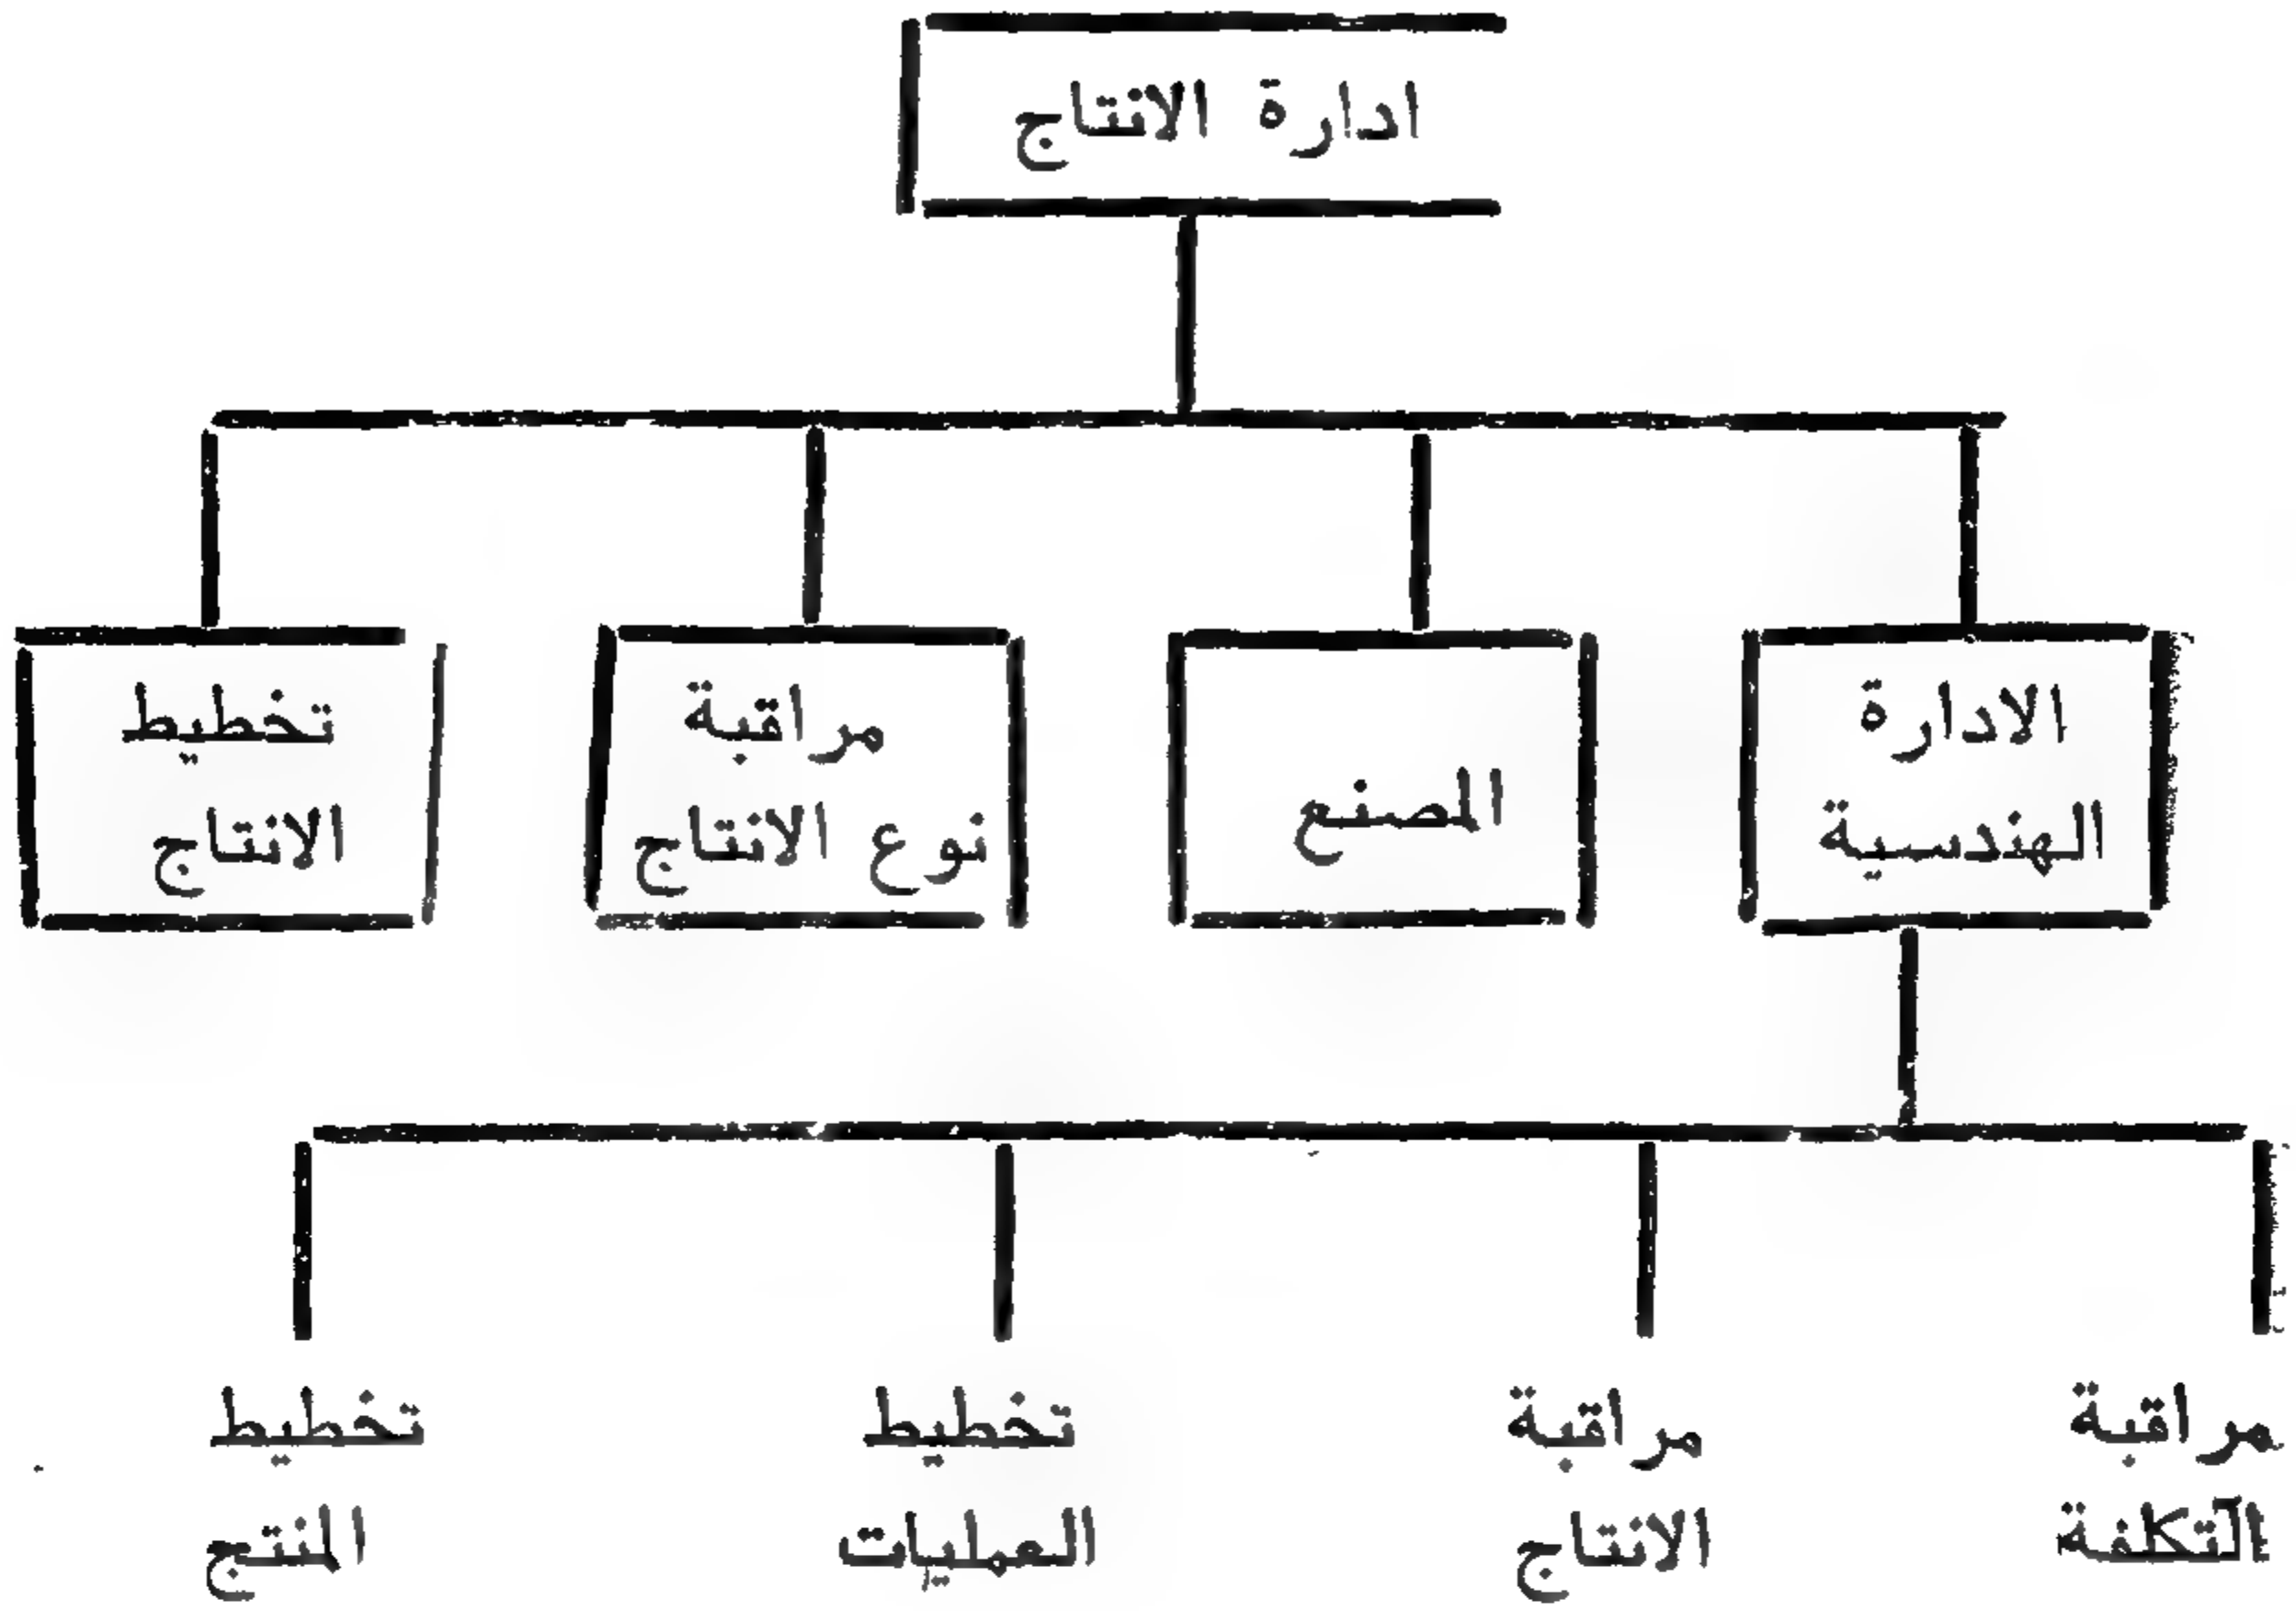 ادارة الانتاج
الادارة
الهندسية
المصنع
مراقبة
نوع الانتاج
تخطيط
الانتاج
مراقبة
التكلفة
مراقبة
الانتاج
تخطيط
العمليات
تخطيط
المنتج